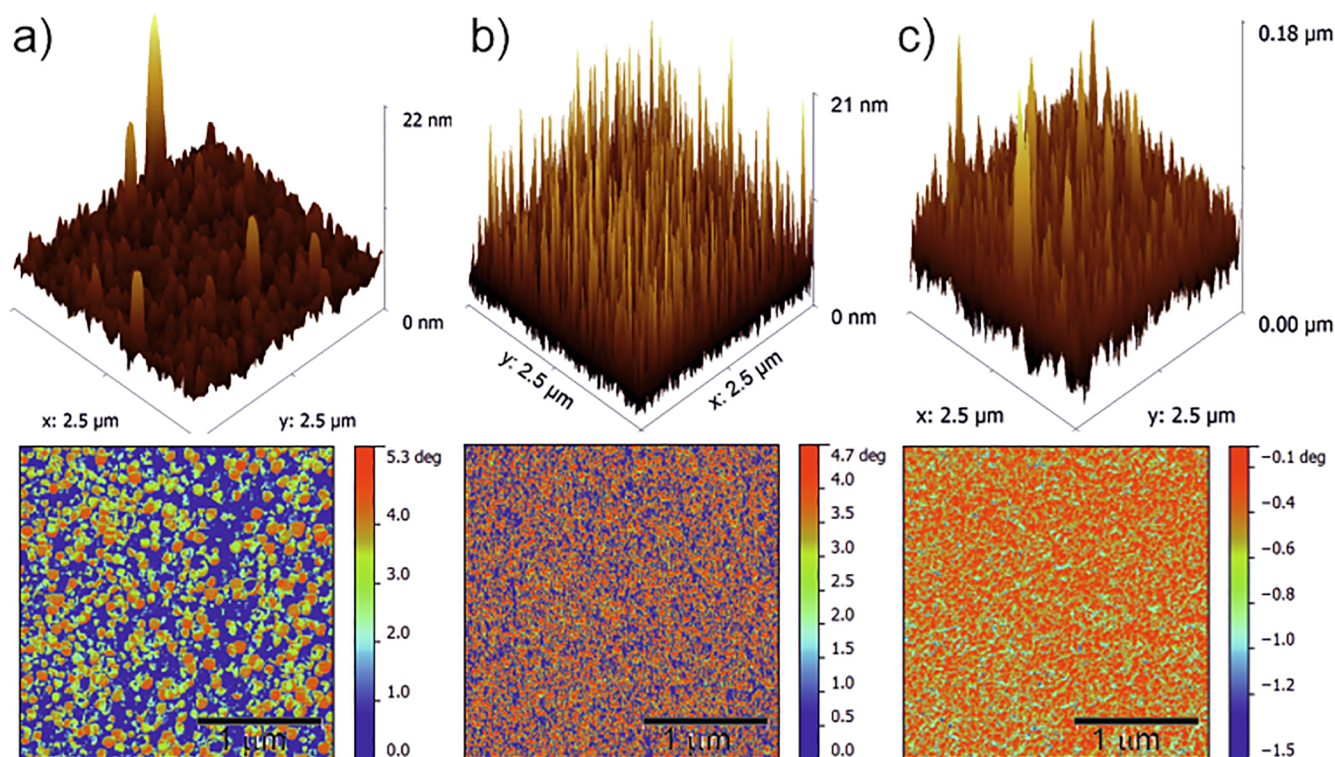 a)
22 nm
0 nm
x: 2.5 µm
y: 2.5 µm
b)
21 nm
0 nm
y: 2.5 µm
x: 2.5 µm
c)
0.18 µm
0.00 µm
x: 2.5 µm
y: 2.5 µm
5.3 deg
4.0
3.0
2.0
1.0
0.0
1 µm
4.7 deg
4.0
3.5
3.0
2.5
2.0
1.5
1.0
0.5
0.0
1 µm
−0.1 deg
−0.4
−0.6
−0.8
−1.0
−1.2
−1.5
1 µm